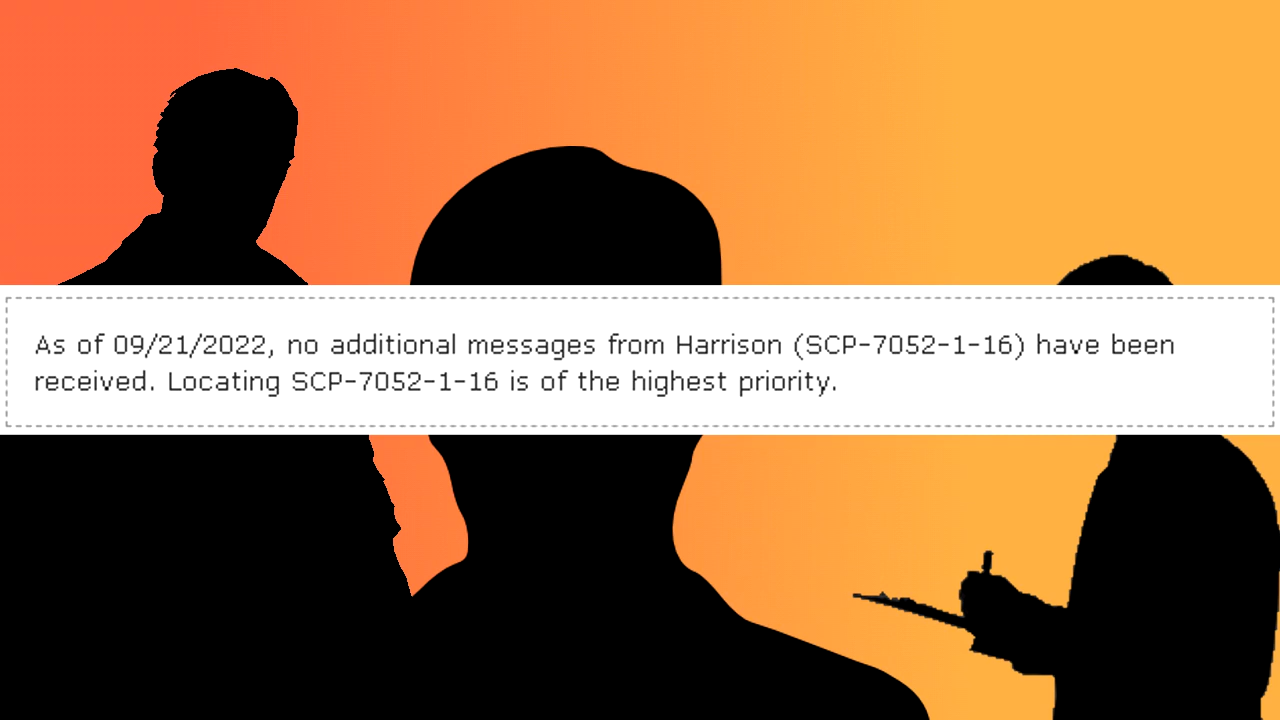 As of 09/21/2022, no additional messages from Harrison (SCP-7052-1-16) have been
received. Locating SCP-7052-1-16 is of the highest priority.